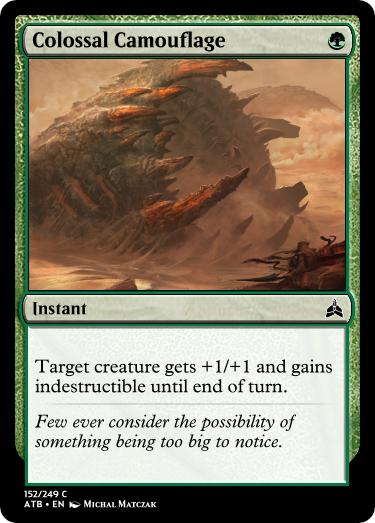 Colossal Camouflage
Instant
Target creature gets +1/+1 and gains
indestructible until end of turn.
Few ever consider the possibility of
something being too big to notice.
152/249 C
ATB • EN Michal Matczak